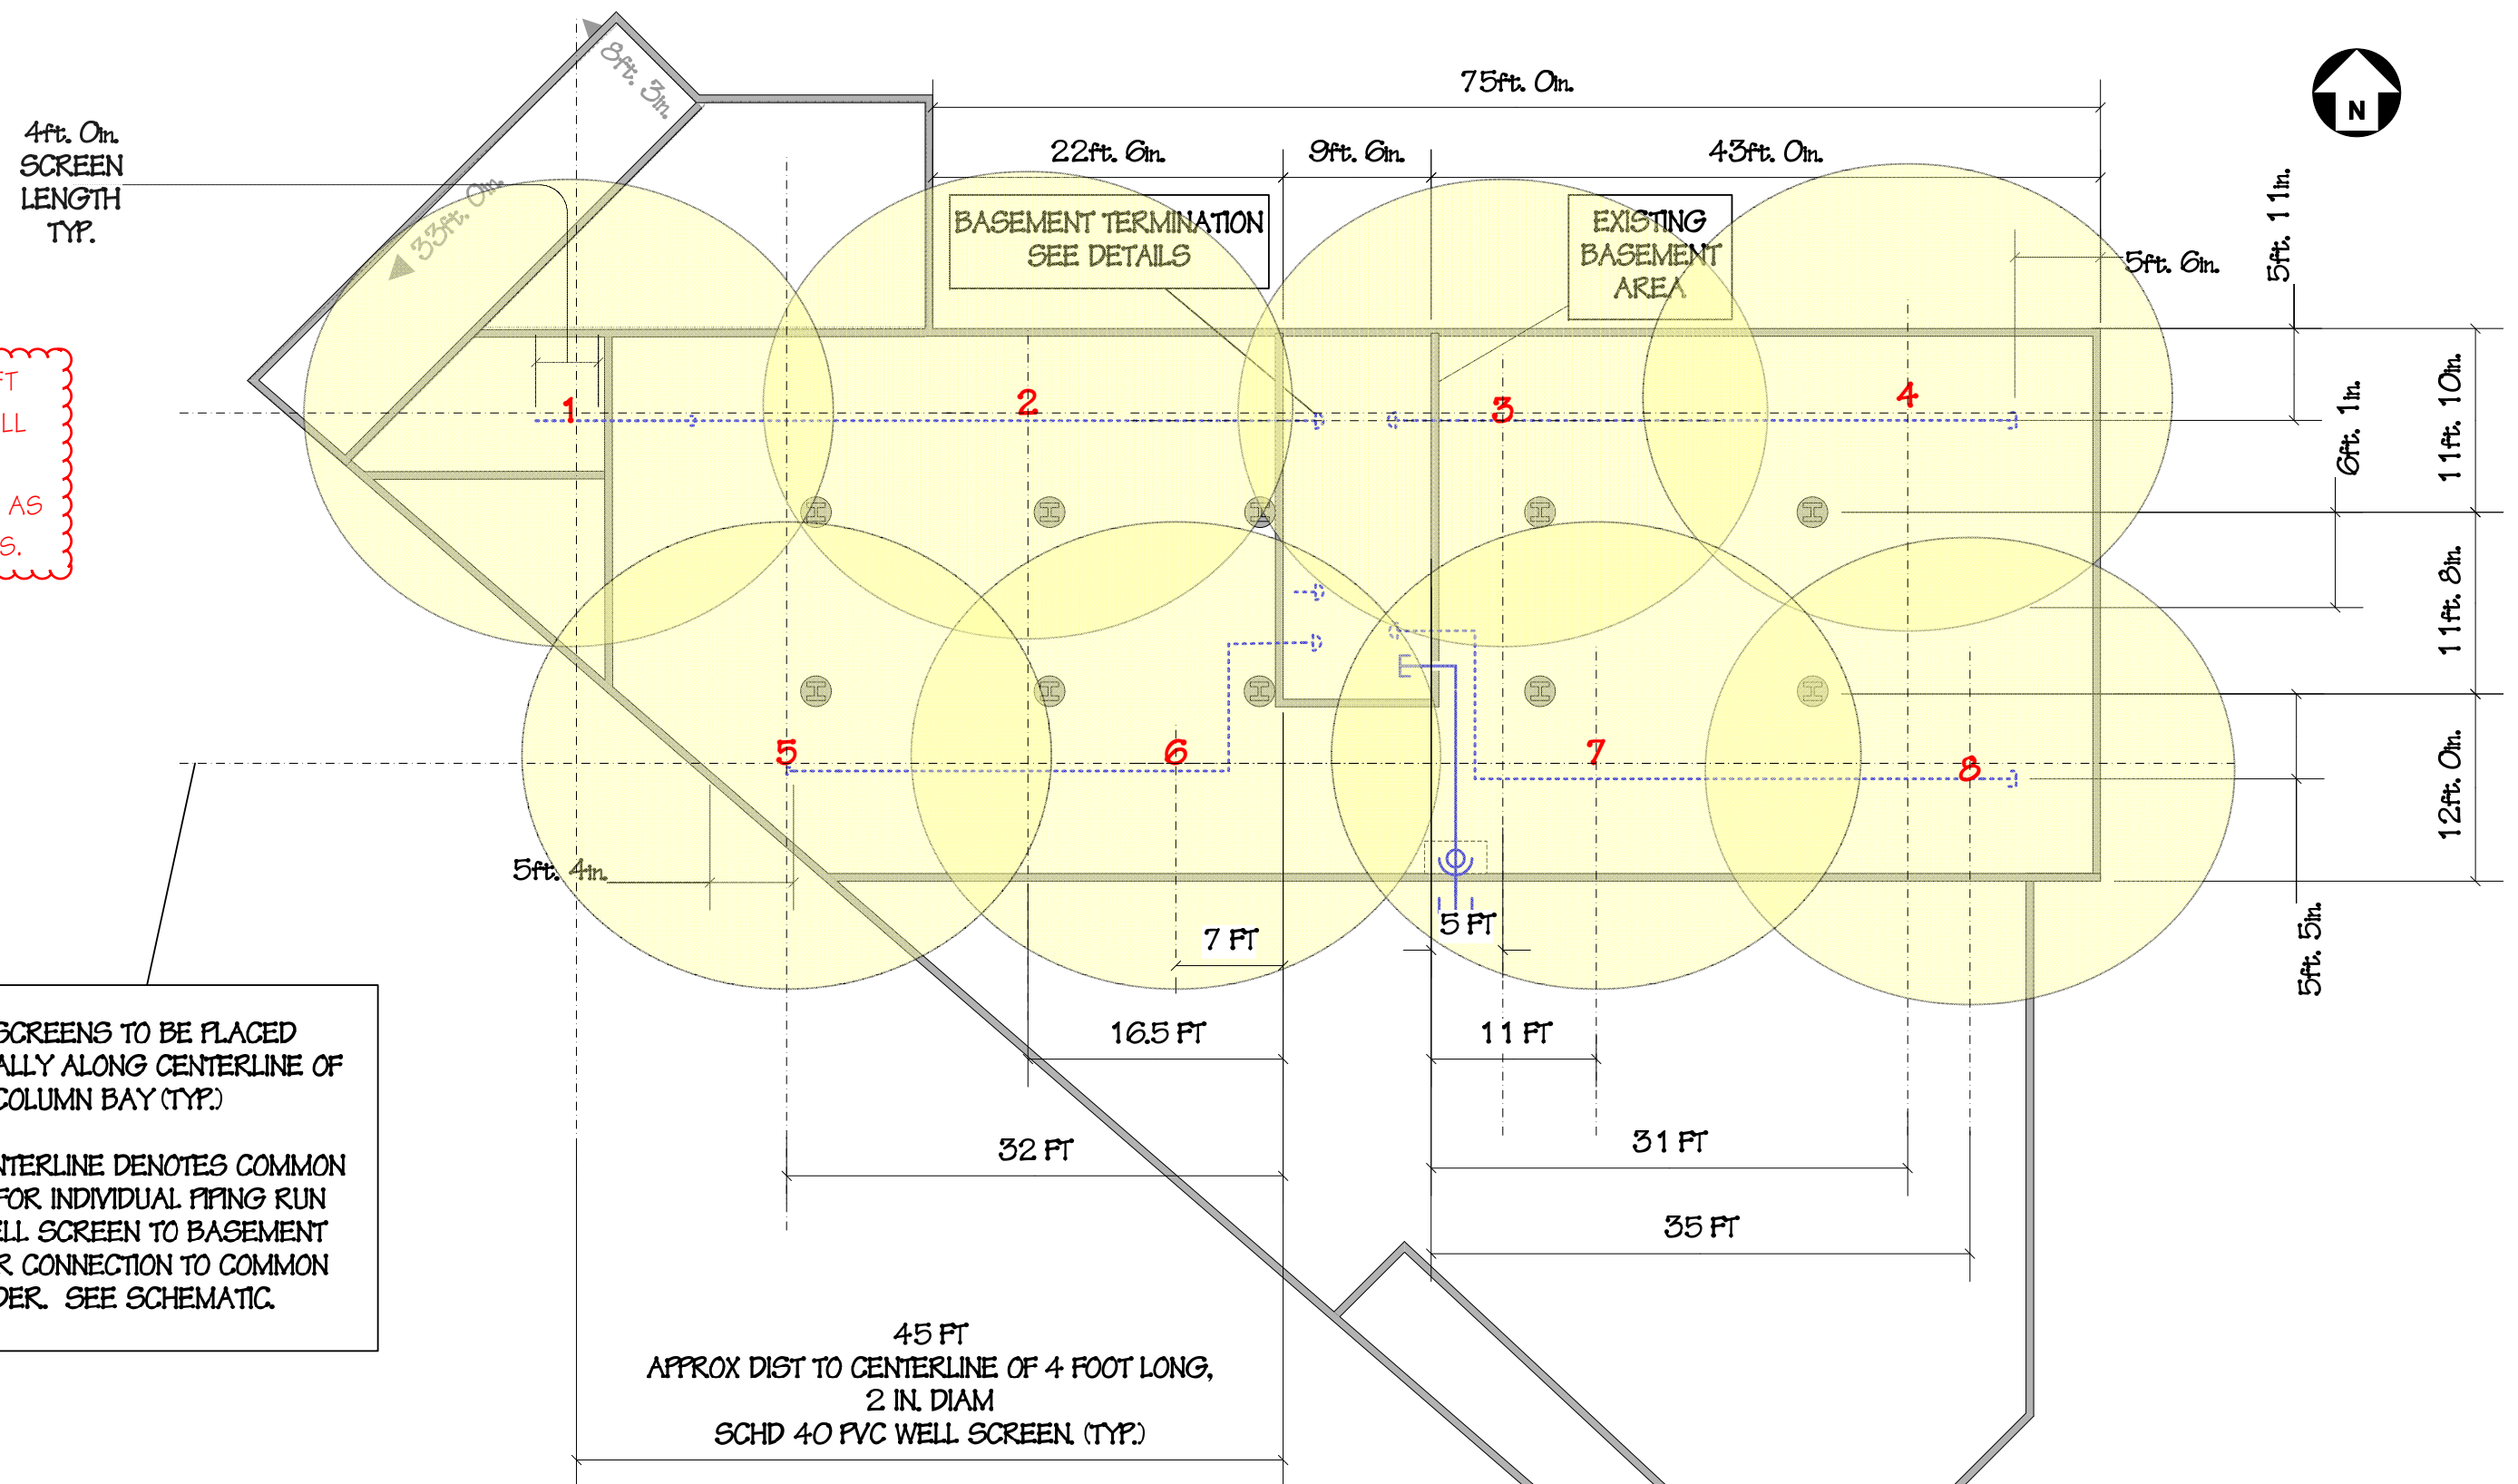 8ft. 3in.
75ft. 0in.
N
4ft. 0in.
SCREEN
LENGTH
TYP.
22ft. 6in.
9ft. 6in.
43ft. 0in.
33ft. 0in.
BASEMENT TERMINATION
SEE DETAILS
EXISTING
BASEMENT
AREA
5ft. 6in.
5ft. 11in.
FT
LL
AS
S.
1
2
3
4
6ft. 1in.
11ft. 10in.
11ft. 8in.
5
6
7
8
12ft. 0in.
5ft. 4in.
5ft. 5in.
7 FT
5 FT
SCREENS TO BE PLACED
ALLY ALONG CENTERLINE OF
COLUMN BAY (TYP.)
NTERLINE DENOTES COMMON
FOR INDIVIDUAL PIPING RUN
ELL SCREEN TO BASEMENT
R CONNECTION TO COMMON
DER. SEE SCHEMATIC.
16.5 FT
11 FT
32 FT
31 FT
35 FT
45 FT
APPROX DIST TO CENTERLINE OF 4 FOOT LONG,
2 IN. DIAM
SCHD 40 PVC WELL SCREEN. (TYP.)